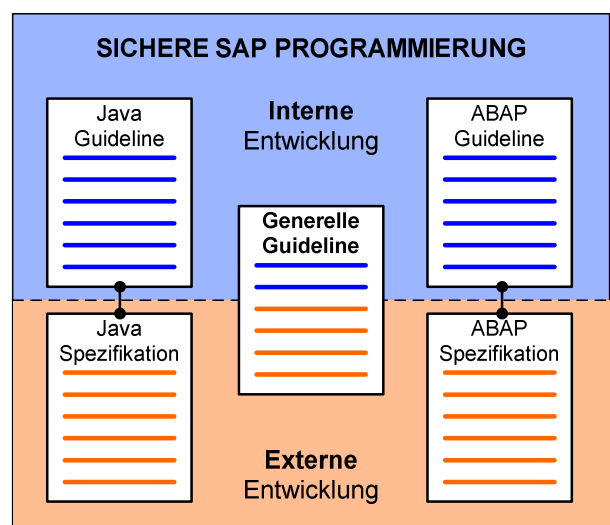 SICHERE SAP PROGRAMMIERUNG
Java
Guideline
Interne
Entwicklung
ABAP
Guideline
Generelle
Guideline
Java
Spezifikation
ABAP
Spezifikation
Externe
Entwicklung